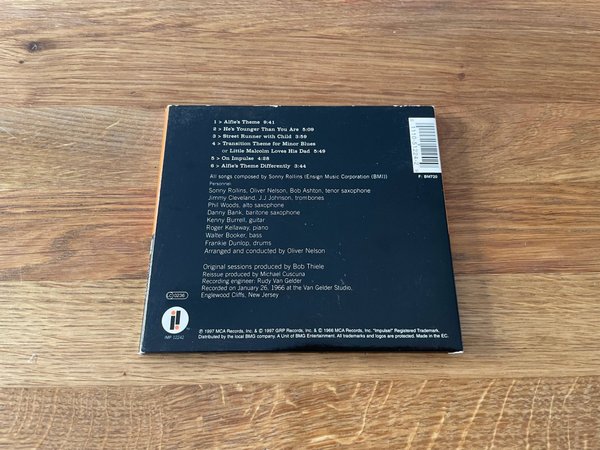 1 > Alfie's Theme 9:41
2 > He's Younger Than You Are 5:09
3 > Street Runner with Child 3:59
4 > Transition Theme for Minor Blues
or Little Malcolm Loves His Dad 5:49
5 > On Impulse 4:28
6 > Alfie's Theme Differently 3:44
All songs composed by Sonny Rollins (Ensign Music Corporation (BMI))
Personnel:
Sonny Rollins, Oliver Nelson, Bob Ashton, tenor saxophone
Jimmy Cleveland, J.J Johnson, trombones
Phil Woods, alto saxophone
Danny Bank, baritone saxophone
Kenny Burrell, guitar
Roger Kellaway, piano
Walter Booker, bass
Frankie Dunlop, drums
Arranged and conducted by Oliver Nelson
Original sessions produced by Bob Thiele
Reissue produced by Michael Cuscuna
Recording engineer: Rudy Van Gelder
Recorded on January 26, 1966 at the Van Gelder Studio,
Englewood Cliffs, New Jersey
F: BM720
LC 0236
IMP 12242
℗ 1997 MCA Records, Inc. & © 1997 GRP Records, Inc. & © 1966 MCA Records, Inc. "Impulse!" Registered Trademark.
Distributed by the local BMG company. A Unit of BMG Entertainment. All trademarks and logos are protected. Made in the EC.